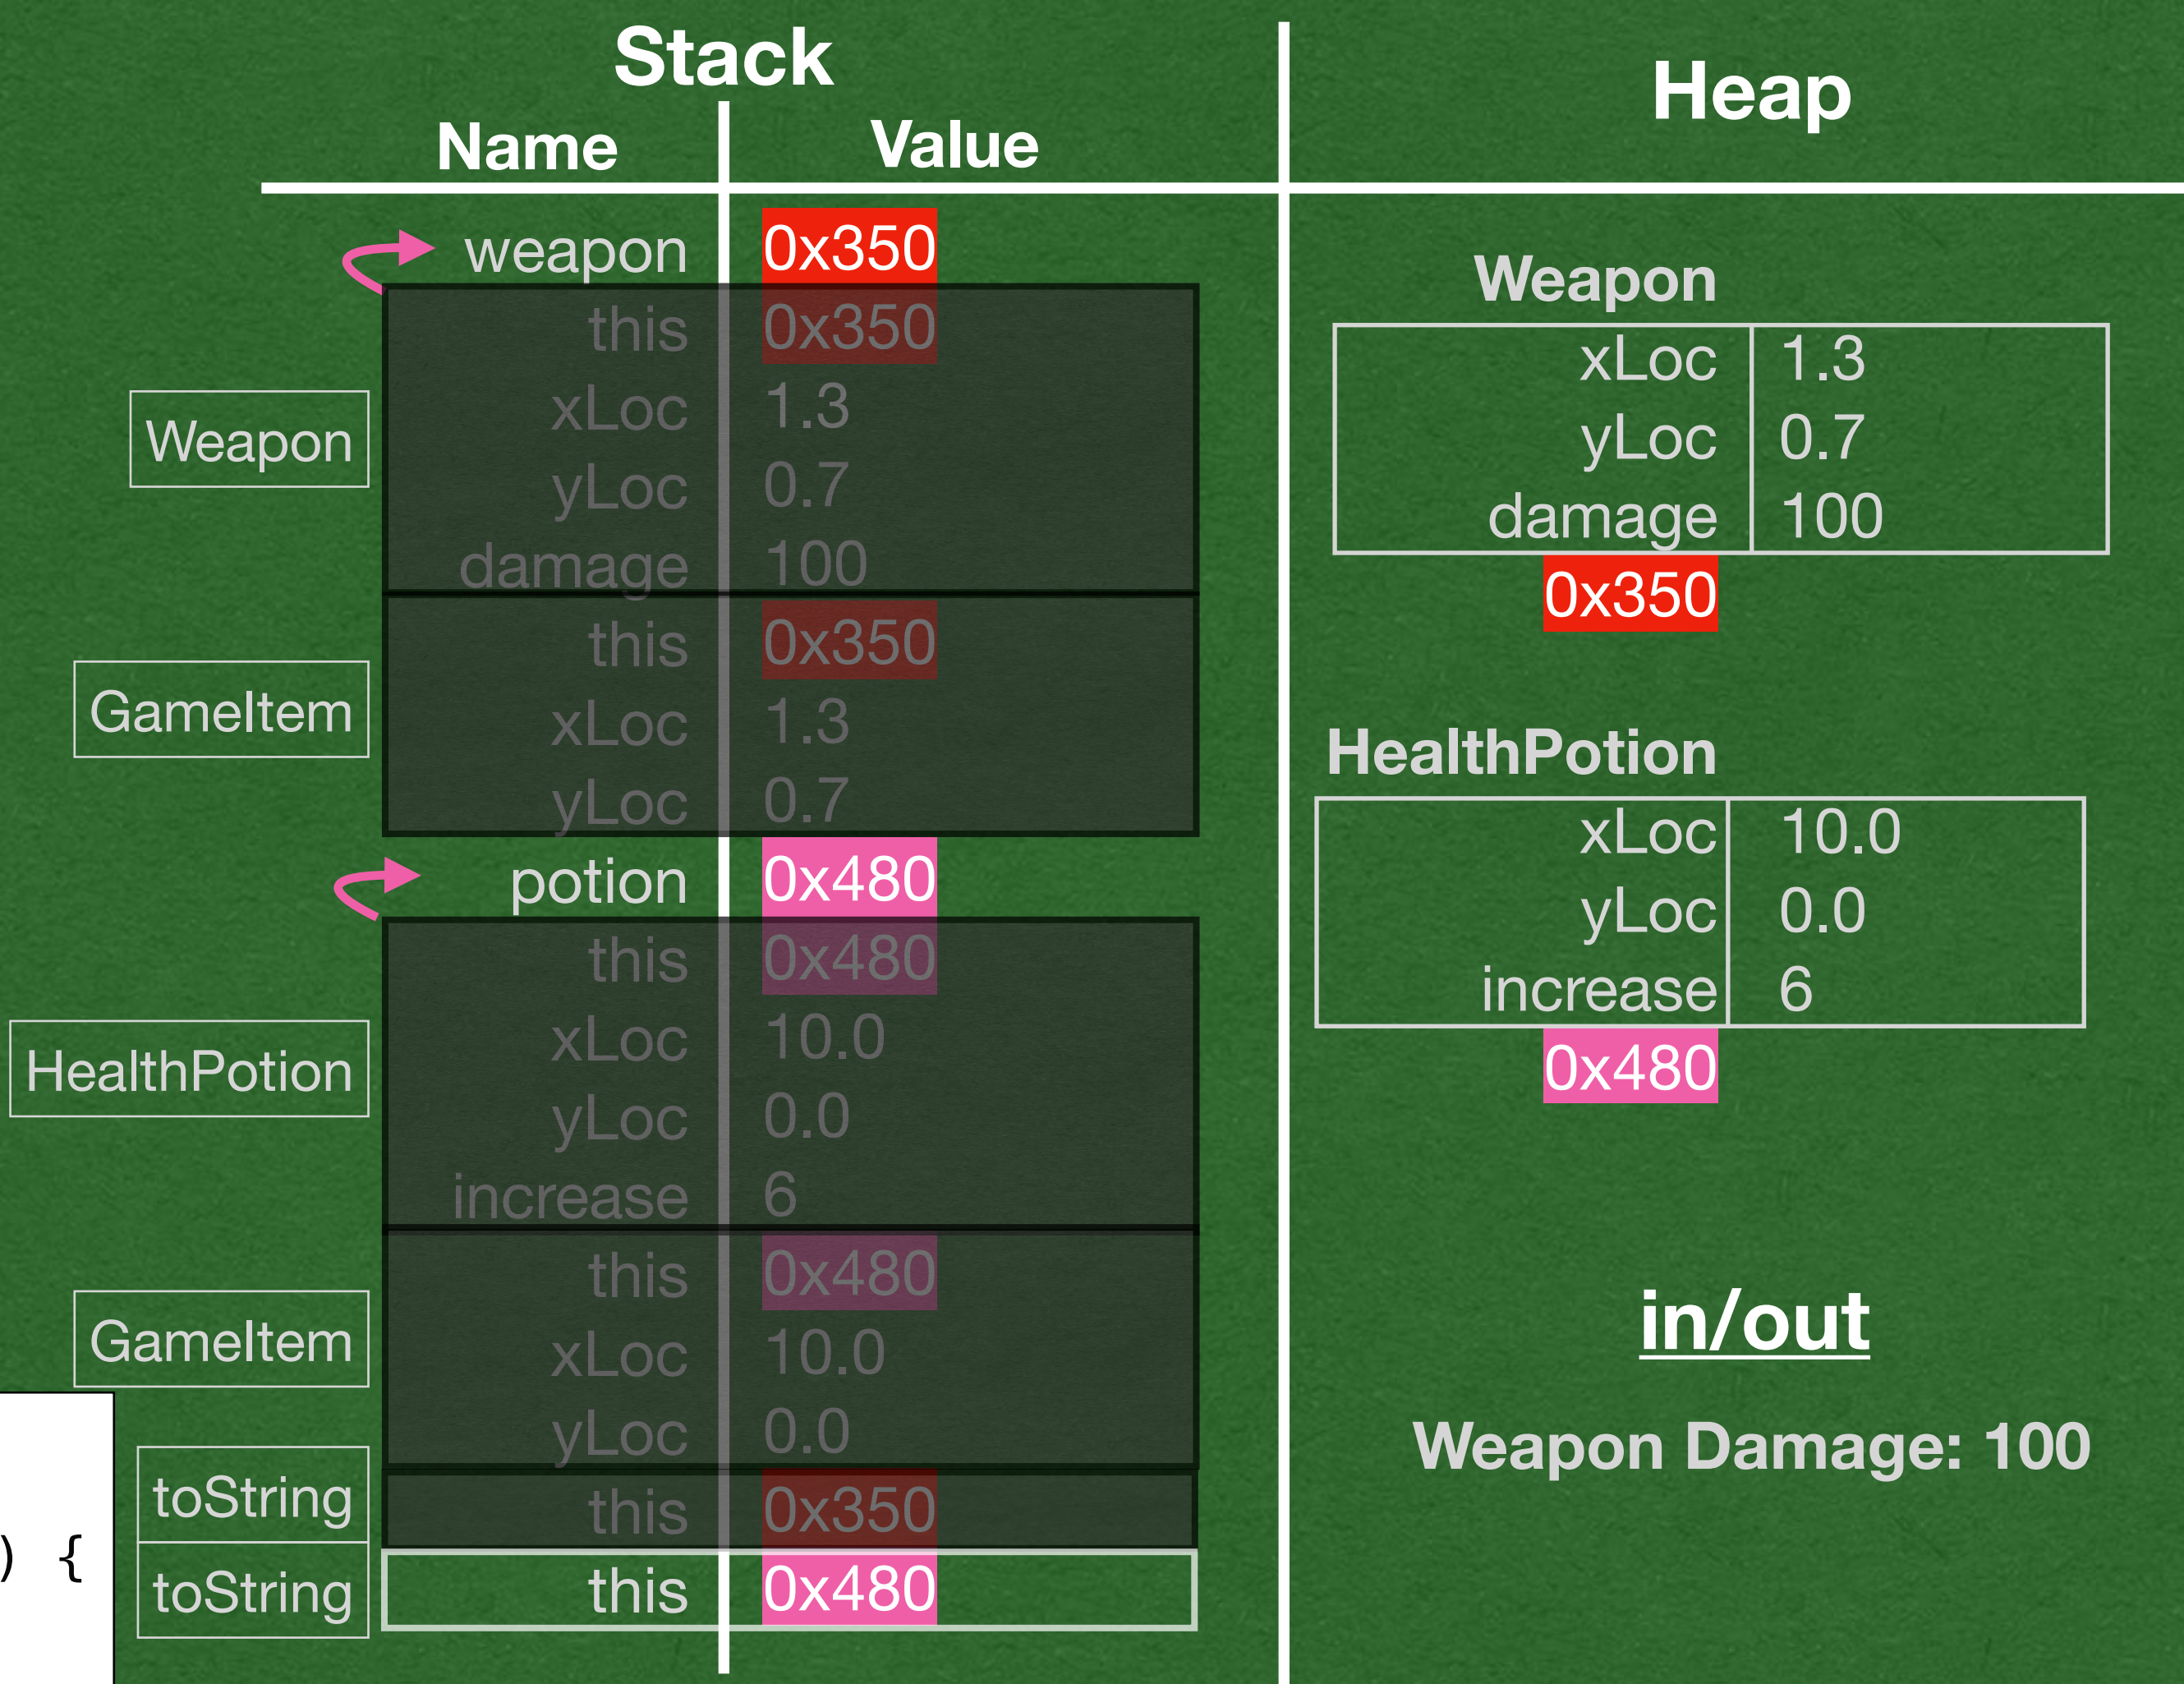 Stack
Heap
Name Value
weapon 0x350
this 0x350
xLoc 1.3
yLoc 0.7
damage 100
Weapon
this 0x350
xLoc 1.3
yLoc 0.7
GameItem
potion 0x480
this 0x480
xLoc 10.0
yLoc 0.0
increase 6
HealthPotion
this 0x480
xLoc 10.0
yLoc 0.0
GameItem
toString
this 0x350
) {
toString
this 0x480
Weapon
xLoc 1.3
yLoc 0.7
damage 100
0x350
HealthPotion
xLoc 10.0
yLoc 0.0
increase 6
0x480
in/out
Weapon Damage: 100